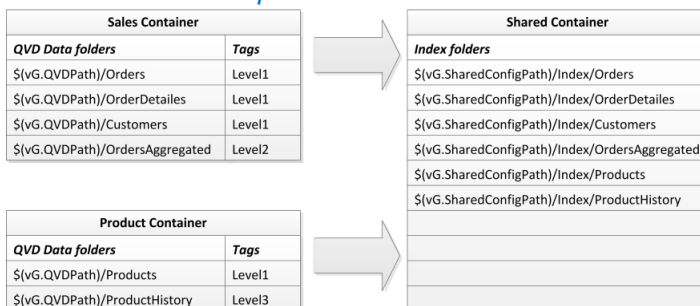 Sales Container
QVD Data folders Tags
$(vG.QVDPath)/Orders Level1
$(vG.QVDPath)/OrderDetailes Level1
$(vG.QVDPath)/Customers Level1
$(vG.QVDPath)/OrdersAggregated Level2
Product Container
QVD Data folders Tags
$(vG.QVDPath)/Products Level1
$(vG.QVDPath)/ProductHistory Level3
Shared Container
Index folders
$(vG.SharedConfigPath)/Index/Orders
$(vG.SharedConfigPath)/Index/OrderDetailes
$(vG.SharedConfigPath)/Index/Customers
$(vG.SharedConfigPath)/Index/OrdersAggregated
$(vG.SharedConfigPath)/Index/Products
$(vG.SharedConfigPath)/Index/ProductHistory